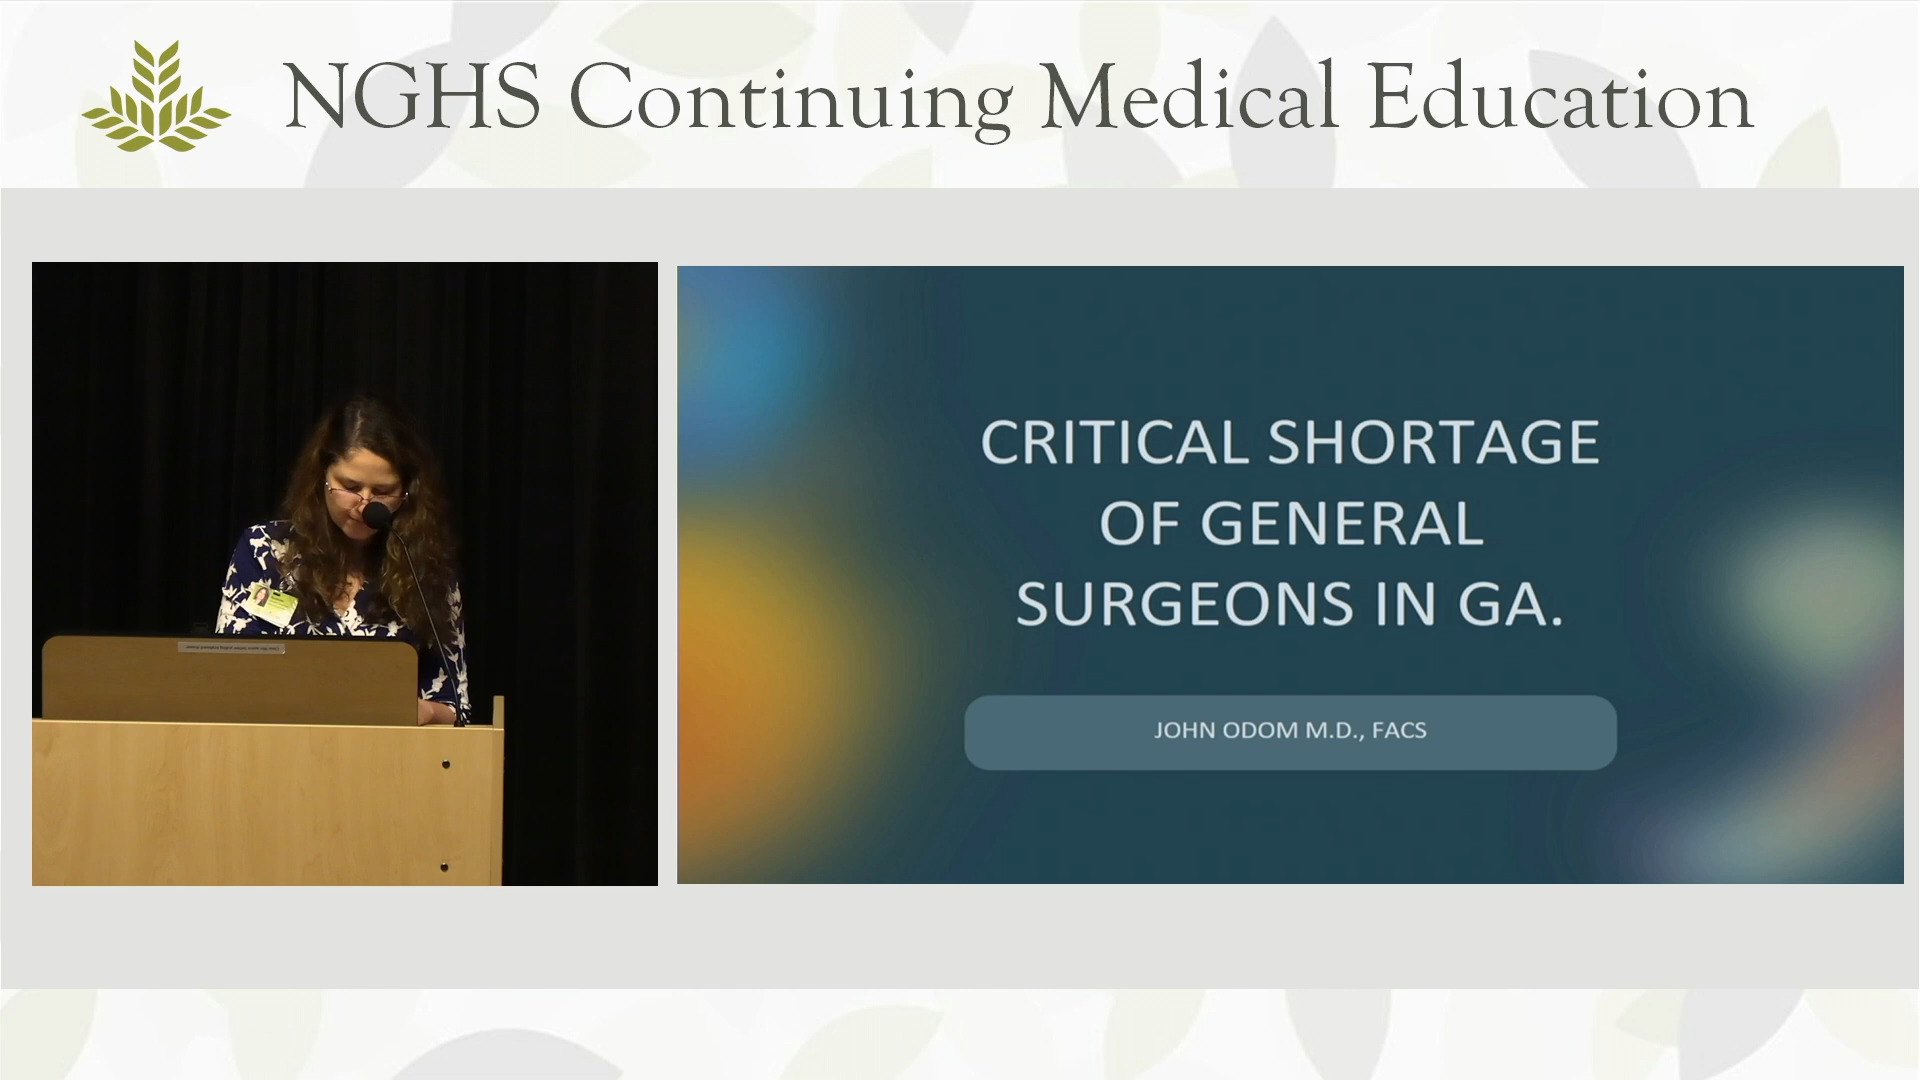 NGHS Continuing Medical Education
CRITICAL SHORTAGE
OF GENERAL
SURGEONS IN GA.
JOHN ODOM M.D., FACS